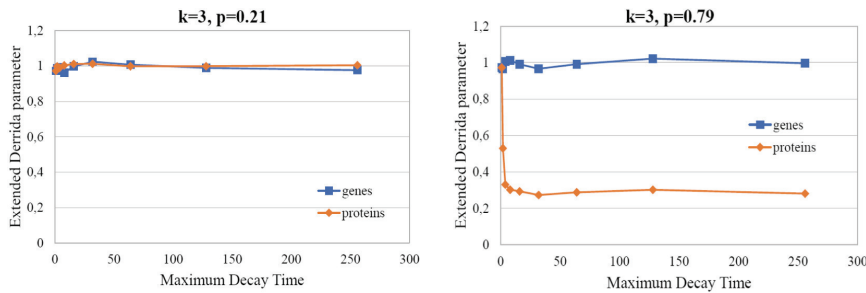 k=3, p=0.21
Extended Derrida parameter
1,2
1
0,8
0,6
0,4
0,2
0
genes
proteins
0 50 100 150 200 250 300
Maximum Decay Time
k=3, p=0.79
Extended Derrida parameter
1,2
1
0,8
0,6
0,4
0,2
0
genes
proteins
0 50 100 150 200 250 300
Maximum Decay Time